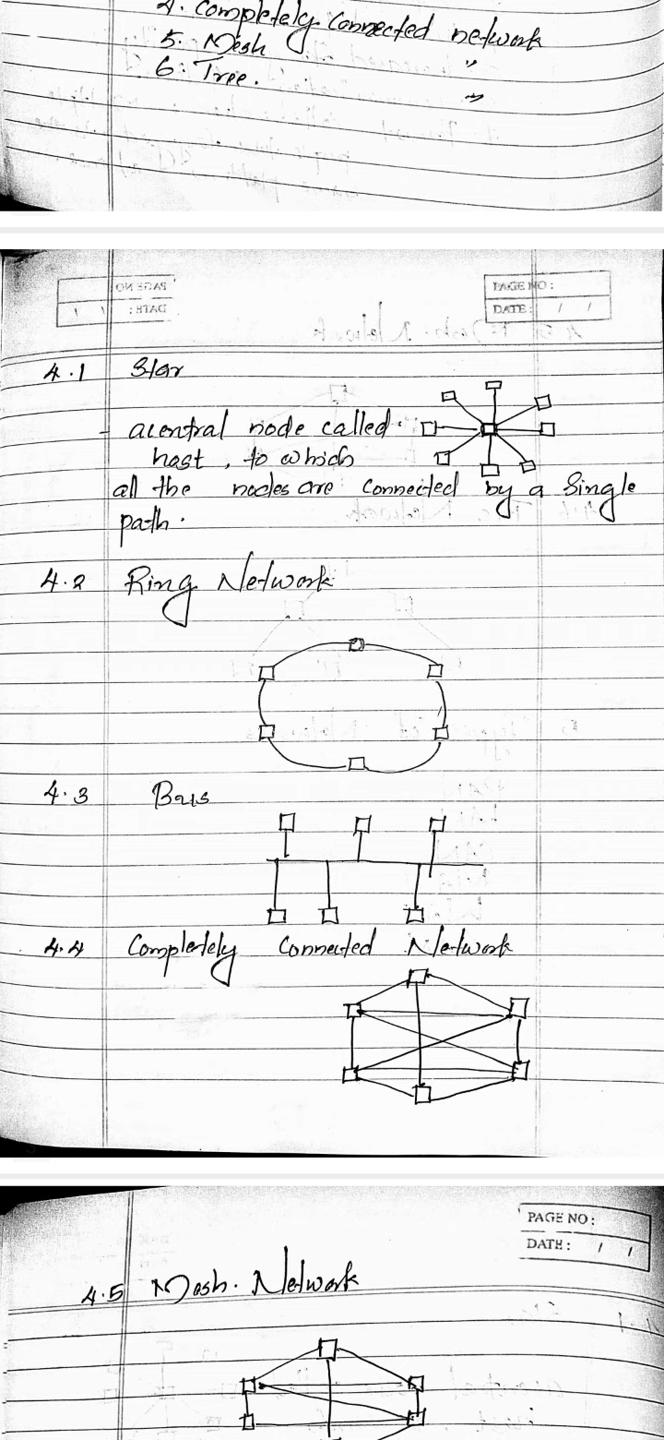 4. Completely Connected network
5. Mesh "
6. Tree. "
PAGE NO :
DATE : / /
4.1 Star
- a central node called
host, to which
all the nodes are connected by a single
path.
4.2 Ring Network
4.3 Bus
4.4 Completely Connected Network
PAGE NO :
DATE : / /
4.5 Mesh. Network